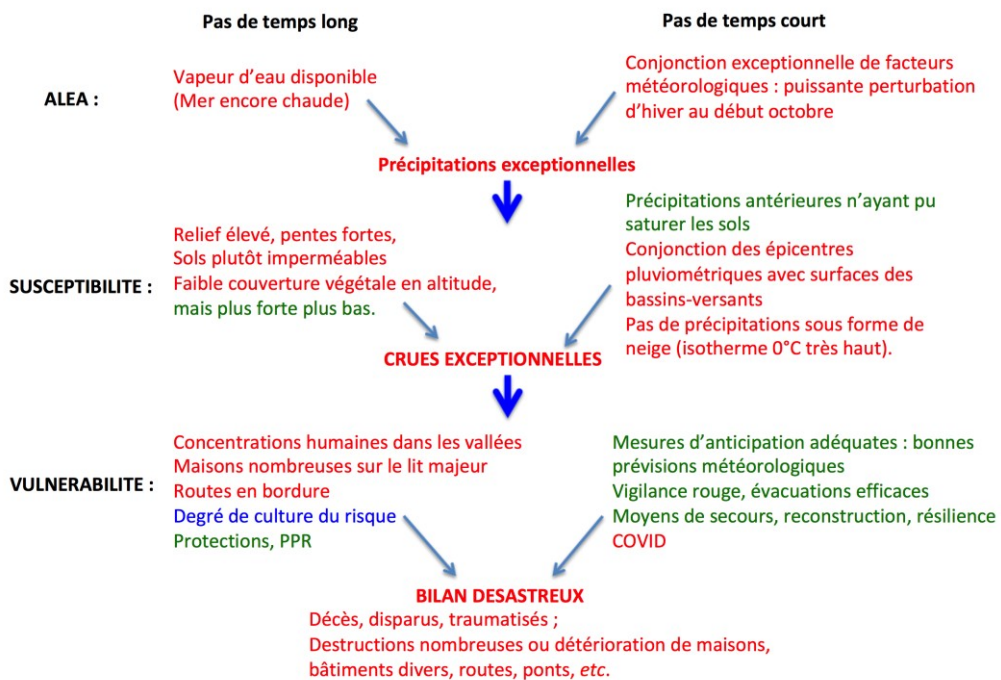 Pas de temps long
Pas de temps court
ALEA :
Vapeur d’eau disponible
(Mer encore chaude)
Conjonction exceptionnelle de facteurs
météorologiques : puissante perturbation
d’hiver au début octobre
Précipitations exceptionnelles
SUSCEPTIBILITE :
Relief élevé, pentes fortes,
Sols plutôt imperméables
Faible couverture végétale en altitude,
mais plus forte plus bas.
Précipitations antérieures n’ayant pu
saturer les sols
Conjonction des épicentres
pluviométriques avec surfaces des
bassins-versants
Pas de précipitations sous forme de
neige (isotherme 0°C très haut).
CRUES EXCEPTIONNELLES
VULNERABILITE :
Concentrations humaines dans les vallées
Maisons nombreuses sur le lit majeur
Routes en bordure
Degré de culture du risque
Protections, PPR
Mesures d’anticipation adéquates : bonnes
prévisions météorologiques
Vigilance rouge, évacuations efficaces
Moyens de secours, reconstruction, résilience
COVID
BILAN DESASTREUX
Décès, disparus, traumatisés ;
Destructions nombreuses ou détérioration de maisons,
bâtiments divers, routes, ponts, etc.